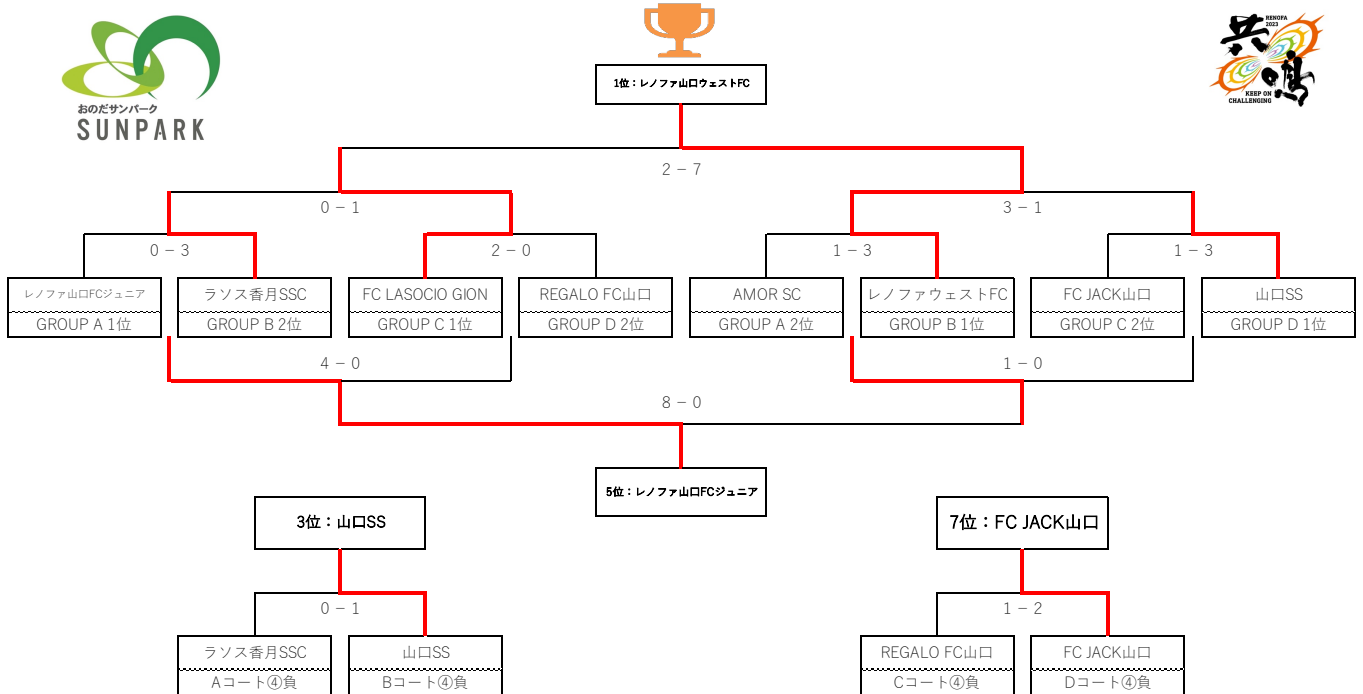 おのだサンパーク
SUNPARK
共鳴
RENOFA
2023
KEEP ON
CHALLENGING
1位：レノファ山口ウェストFC
2 − 7
0 − 1
3 − 1
0 − 3
2 − 0
1 − 3
1 − 3
レノファ山口FCジュニア
ラソス香月SSC
FC LASOCIO GION
REGALO FC山口
AMOR SC
レノファウェストFC
FC JACK山口
山口SS
GROUP A 1位
GROUP B 2位
GROUP C 1位
GROUP D 2位
GROUP A 2位
GROUP B 1位
GROUP C 2位
GROUP D 1位
4 − 0
1 − 0
8 − 0
5位：レノファ山口FCジュニア
3位：山口SS
7位：FC JACK山口
0 − 1
1 − 2
ラソス香月SSC
山口SS
REGALO FC山口
FC JACK山口
Aコート④負
Bコート④負
Cコート④負
Dコート④負